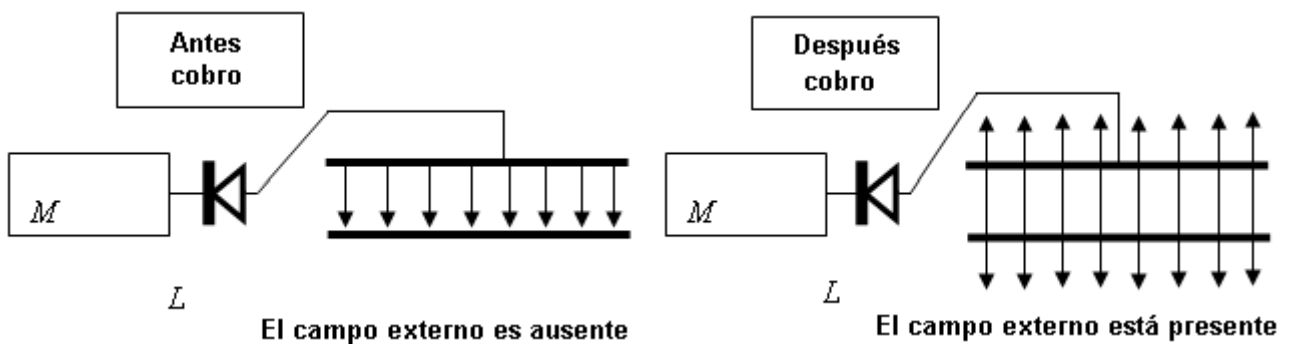 Antes
cobro
M
L
El campo externo es ausente
Después
cobro
M
L
El campo externo está presente